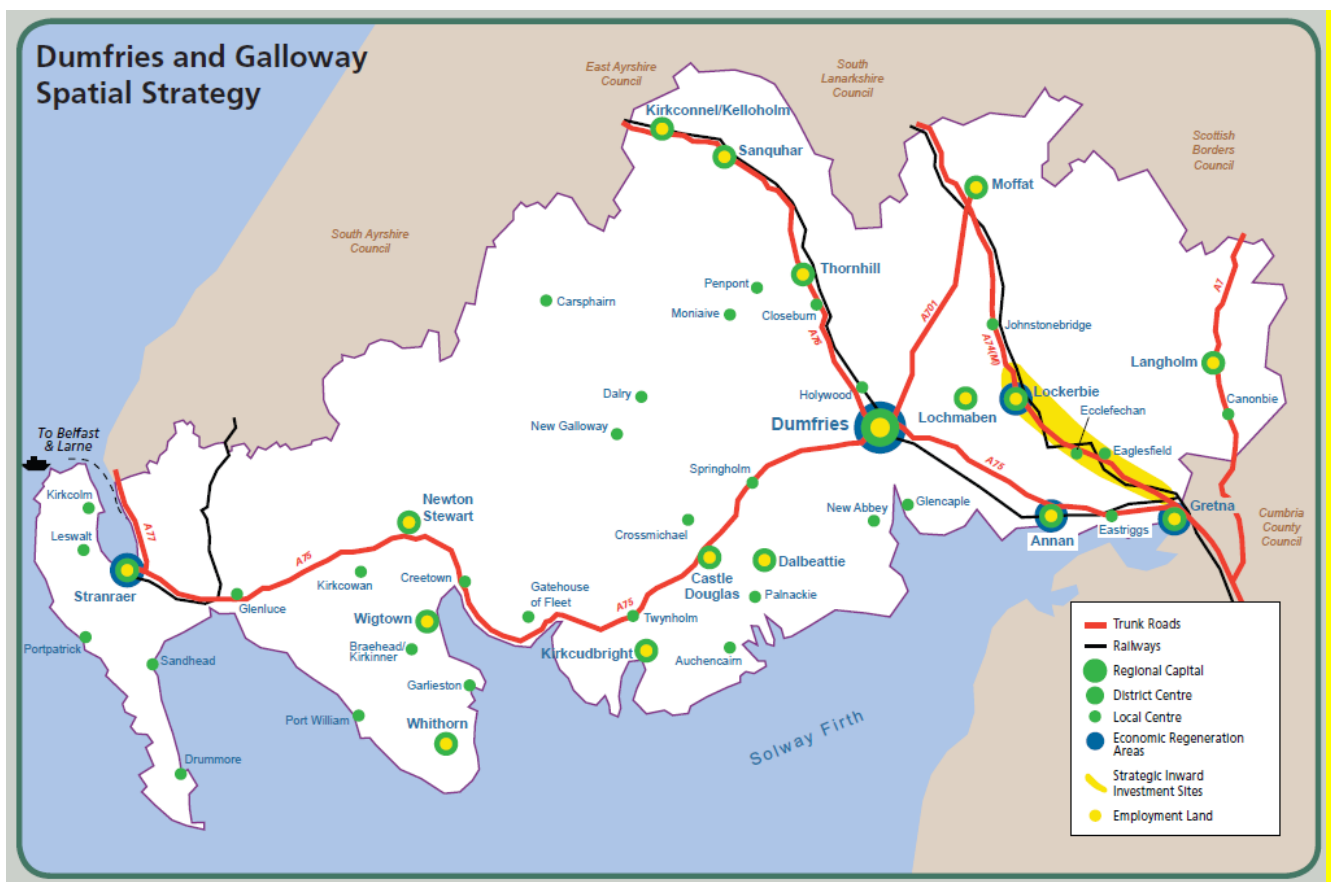 Dumfries and Galloway
Spatial Strategy
East Ayrshire
Council
South
Lanarkshire
Council
Scottish
Borders
Council
South Ayrshire
Council
Cumbria
County
Council
Kirkconnel/Kelloholm
Sanquhar
Moffat
Thornhill
Penpont
Moniaive
Closeburn
Carsphairn
A76
A701
A74(M)
A7
Johnstonebridge
Langholm
Canonbie
Dalry
New Galloway
Holywood
Dumfries
Lochmaben
Lockerbie
Ecclefechan
Eaglesfield
To Belfast
& Larne
Kirkcolm
Leswalt
A77
Stranraer
Portpatrick
Sandhead
Drummore
Glenluce
A75
Kirkcowan
Newton
Stewart
Creetown
Wigtown
Braehead/
Kirkinner
Garlieston
Port William
Whithorn
Gatehouse
of Fleet
A75
Twynholm
Kirkcudbright
Springholm
Crossmichael
Castle
Douglas
Dalbeattie
Palnackie
Auchencairn
New Abbey
Glencaple
A75
Annan
Eastriggs
Gretna
Solway Firth
Trunk Roads
Railways
Regional Capital
District Centre
Local Centre
Economic Regeneration
Areas
Strategic Inward
Investment Sites
Employment Land